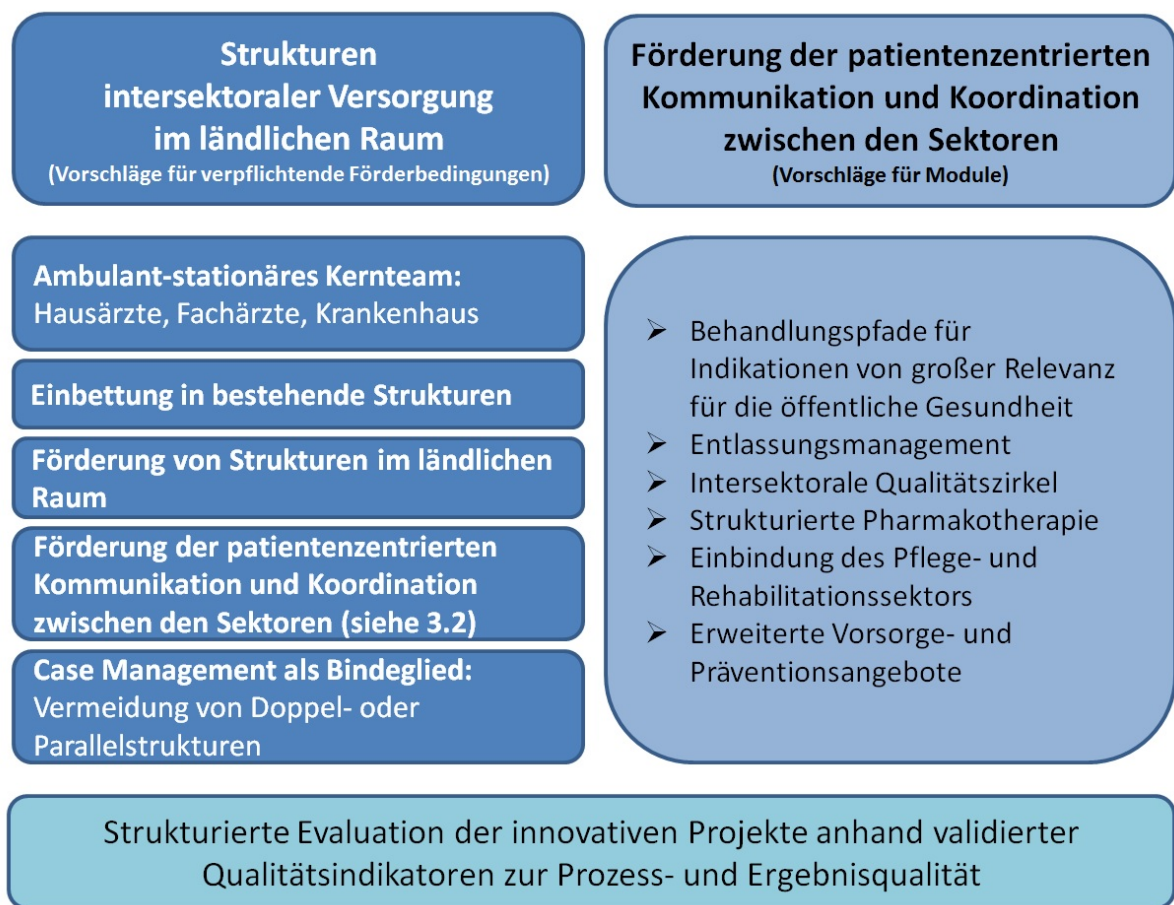 Strukturen
intersektoraler Versorgung
im ländlichen Raum
(Vorschläge für verpflichtende Förderbedingungen)
Ambulant-stationäres Kernteam:
Hausärzte, Fachärzte, Krankenhaus
Einbettung in bestehende Strukturen
Förderung von Strukturen im ländlichen
Raum
Förderung der patientenzentrierten
Kommunikation und Koordination
zwischen den Sektoren (siehe 3.2)
Case Management als Bindeglied:
Vermeidung von Doppel- oder
Parallelstrukturen
Förderung der patientenzentrierten
Kommunikation und Koordination
zwischen den Sektoren
(Vorschläge für Module)
➢ Behandlungspfade für
Indikationen von großer Relevanz
für die öffentliche Gesundheit
➢ Entlassungsmanagement
➢ Intersektorale Qualitätszirkel
➢ Strukturierte Pharmakotherapie
➢ Einbindung des Pflege- und
Rehabilitationssektors
➢ Erweiterte Vorsorge- und
Präventionsangebote
Strukturierte Evaluation der innovativen Projekte anhand validierter
Qualitätsindikatoren zur Prozess- und Ergebnisqualität